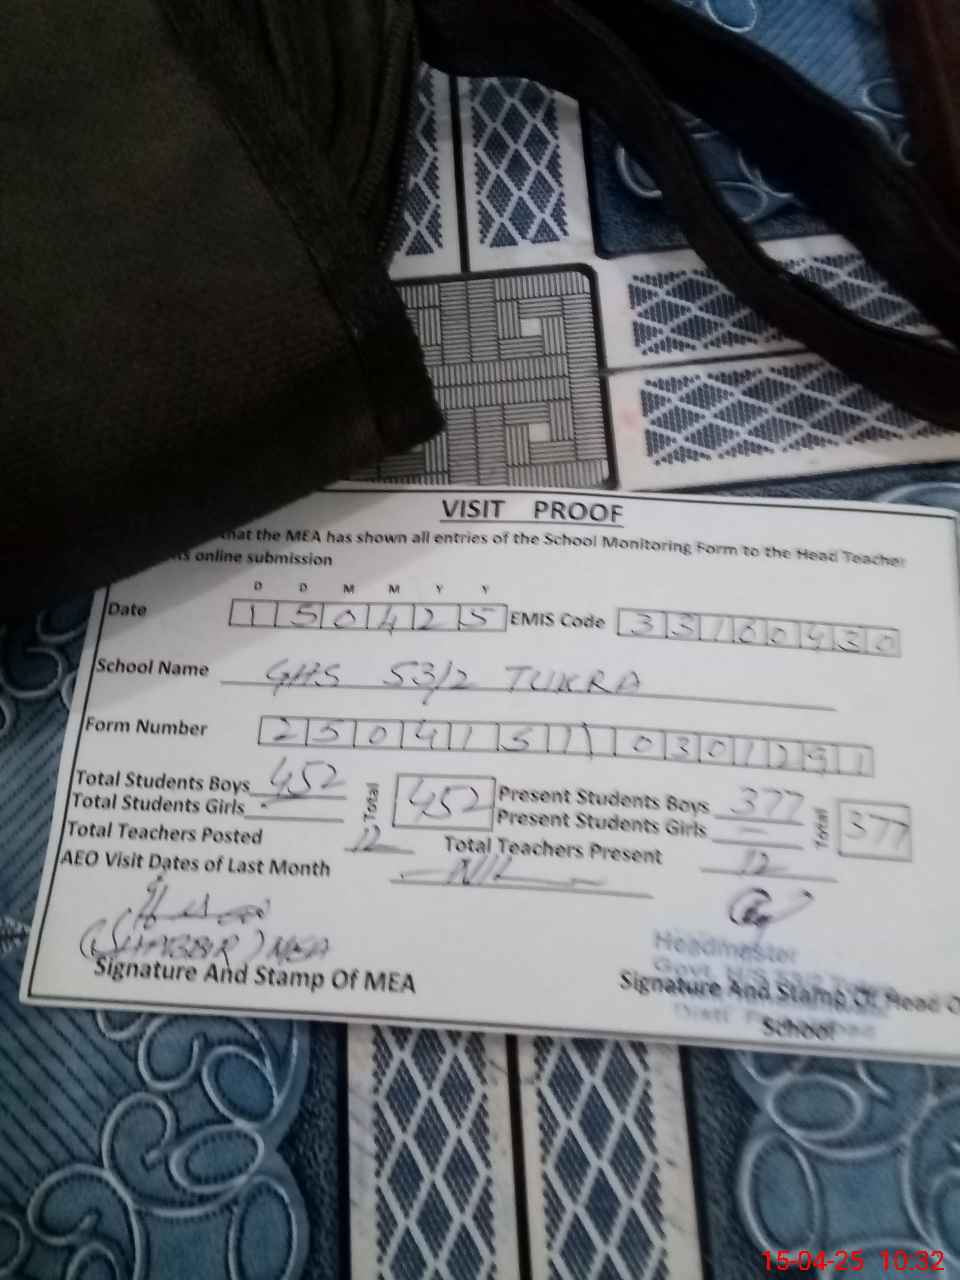 VISIT PROOF
that the MEA has shown all entries of the School Monitoring Form to the Head Teacher
online submission
D D M M Y Y
Date 150425 EMIS Code 33160430
School Name GHS 53/2 TUKRA
Form Number
Total Students Boys 452 Total 452 Present Students Boys 377 Total 377
Total Students Girls - Present Students Girls -
Total Teachers Posted 12 Total Teachers Present 12
AEO Visit Dates of Last Month - Nil -
(SHABBIR) MEA
Headmaster
Signature And Stamp Of MEA Signature And Stamp Of Head O
School
15-04-25 10:32